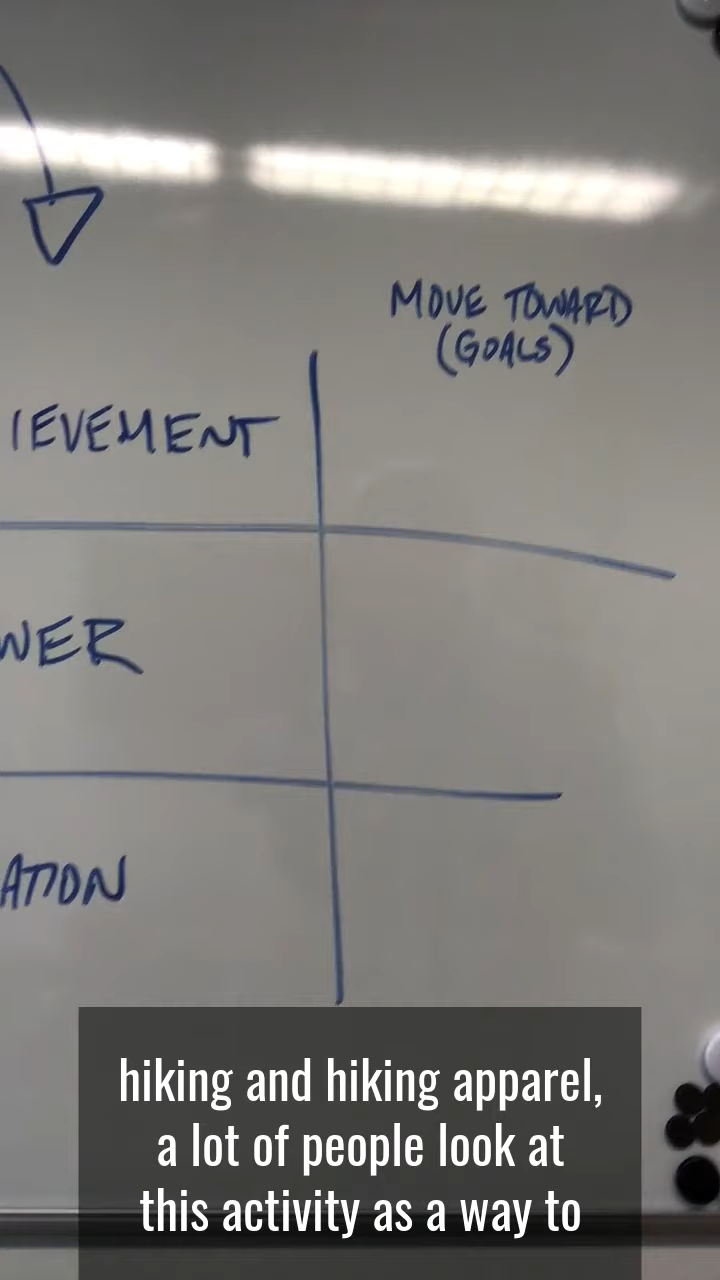 MOVE TOWARD
(GOALS)
IEVEMENT
WER
ATION
hiking and hiking apparel,
a lot of people look at
this activity as a way to